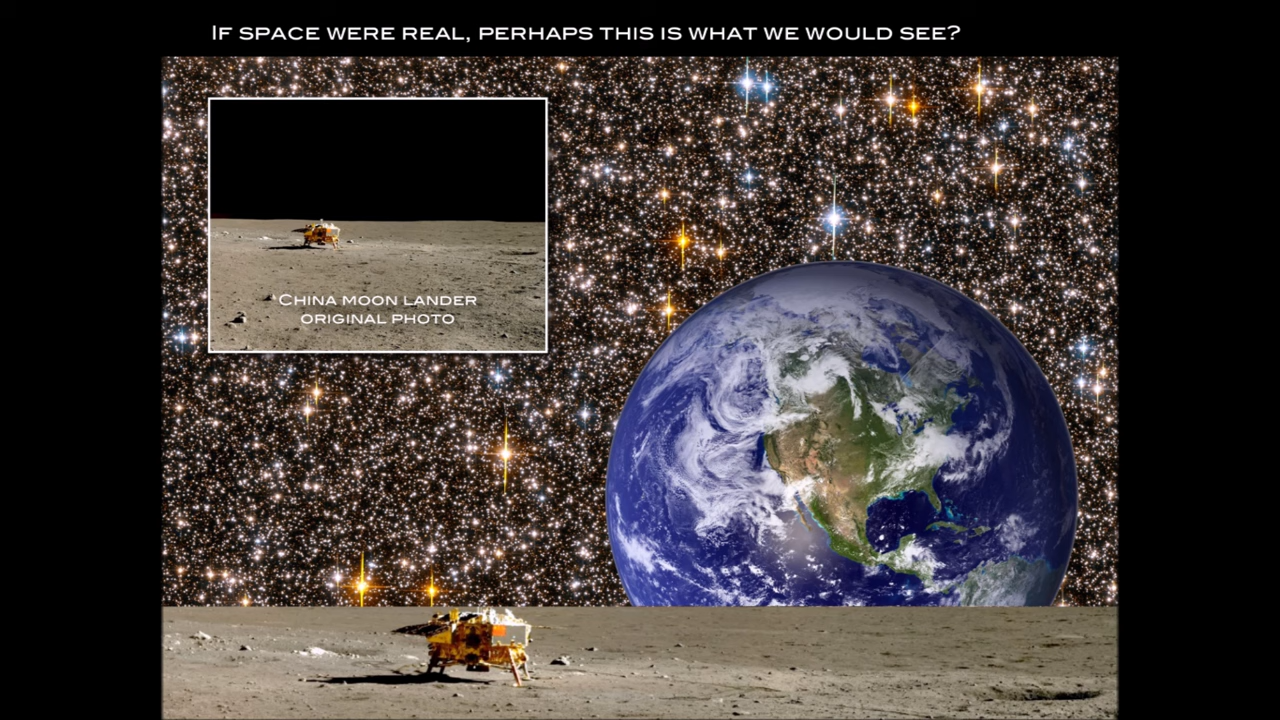 If space were real, perhaps this is what we would see?
China moon lander
original photo